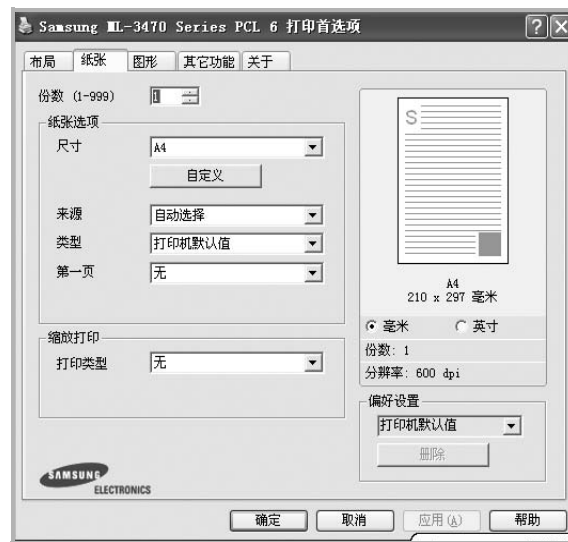 Samsung ML-3470 Series PCL 6 打印首选项
布局 纸张 图形 其它功能 关于
份数 (1-999) 1
纸张选项
尺寸 A4
自定义
来源 自动选择
类型 打印机默认值
第一页 无
缩放打印
打印类型 无
S
A4
210 x 297 毫米
毫米 英寸
份数: 1
分辨率: 600 dpi
偏好设置
打印机默认值
删除
SAMSUNG
ELECTRONICS
确定 取消 应用(A) 帮助